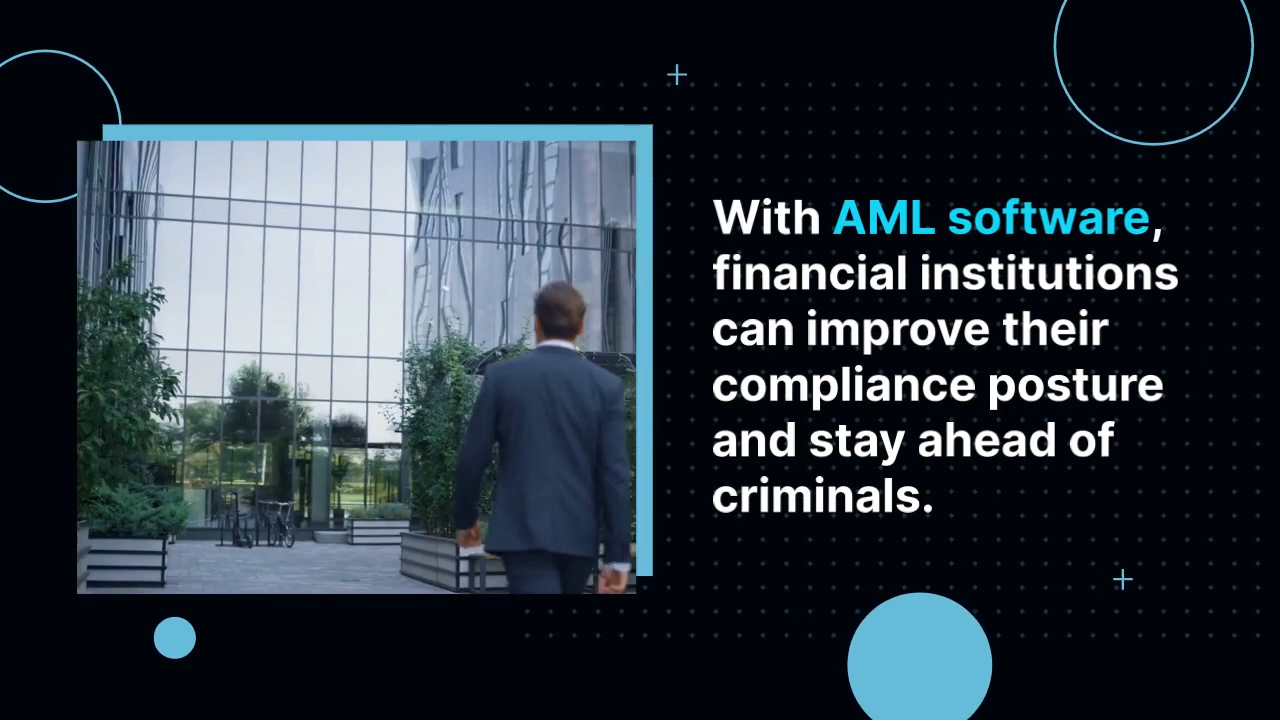 With AML software,
financial institutions
can improve their
compliance posture
and stay ahead of
criminals.